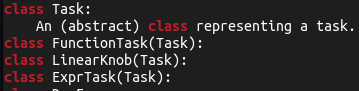 class Task:
    An (abstract) class representing a task.
class FunctionTask(Task):
class LinearKnob(Task):
class ExprTask(Task):